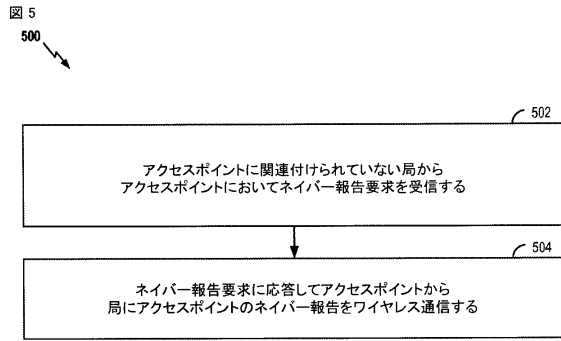 図 5
500
502
アクセスポイントに関連付けられていない局から
アクセスポイントにおいてネイバー報告要求を受信する
504
ネイバー報告要求に応答してアクセスポイントから
局にアクセスポイントのネイバー報告をワイヤレス通信する